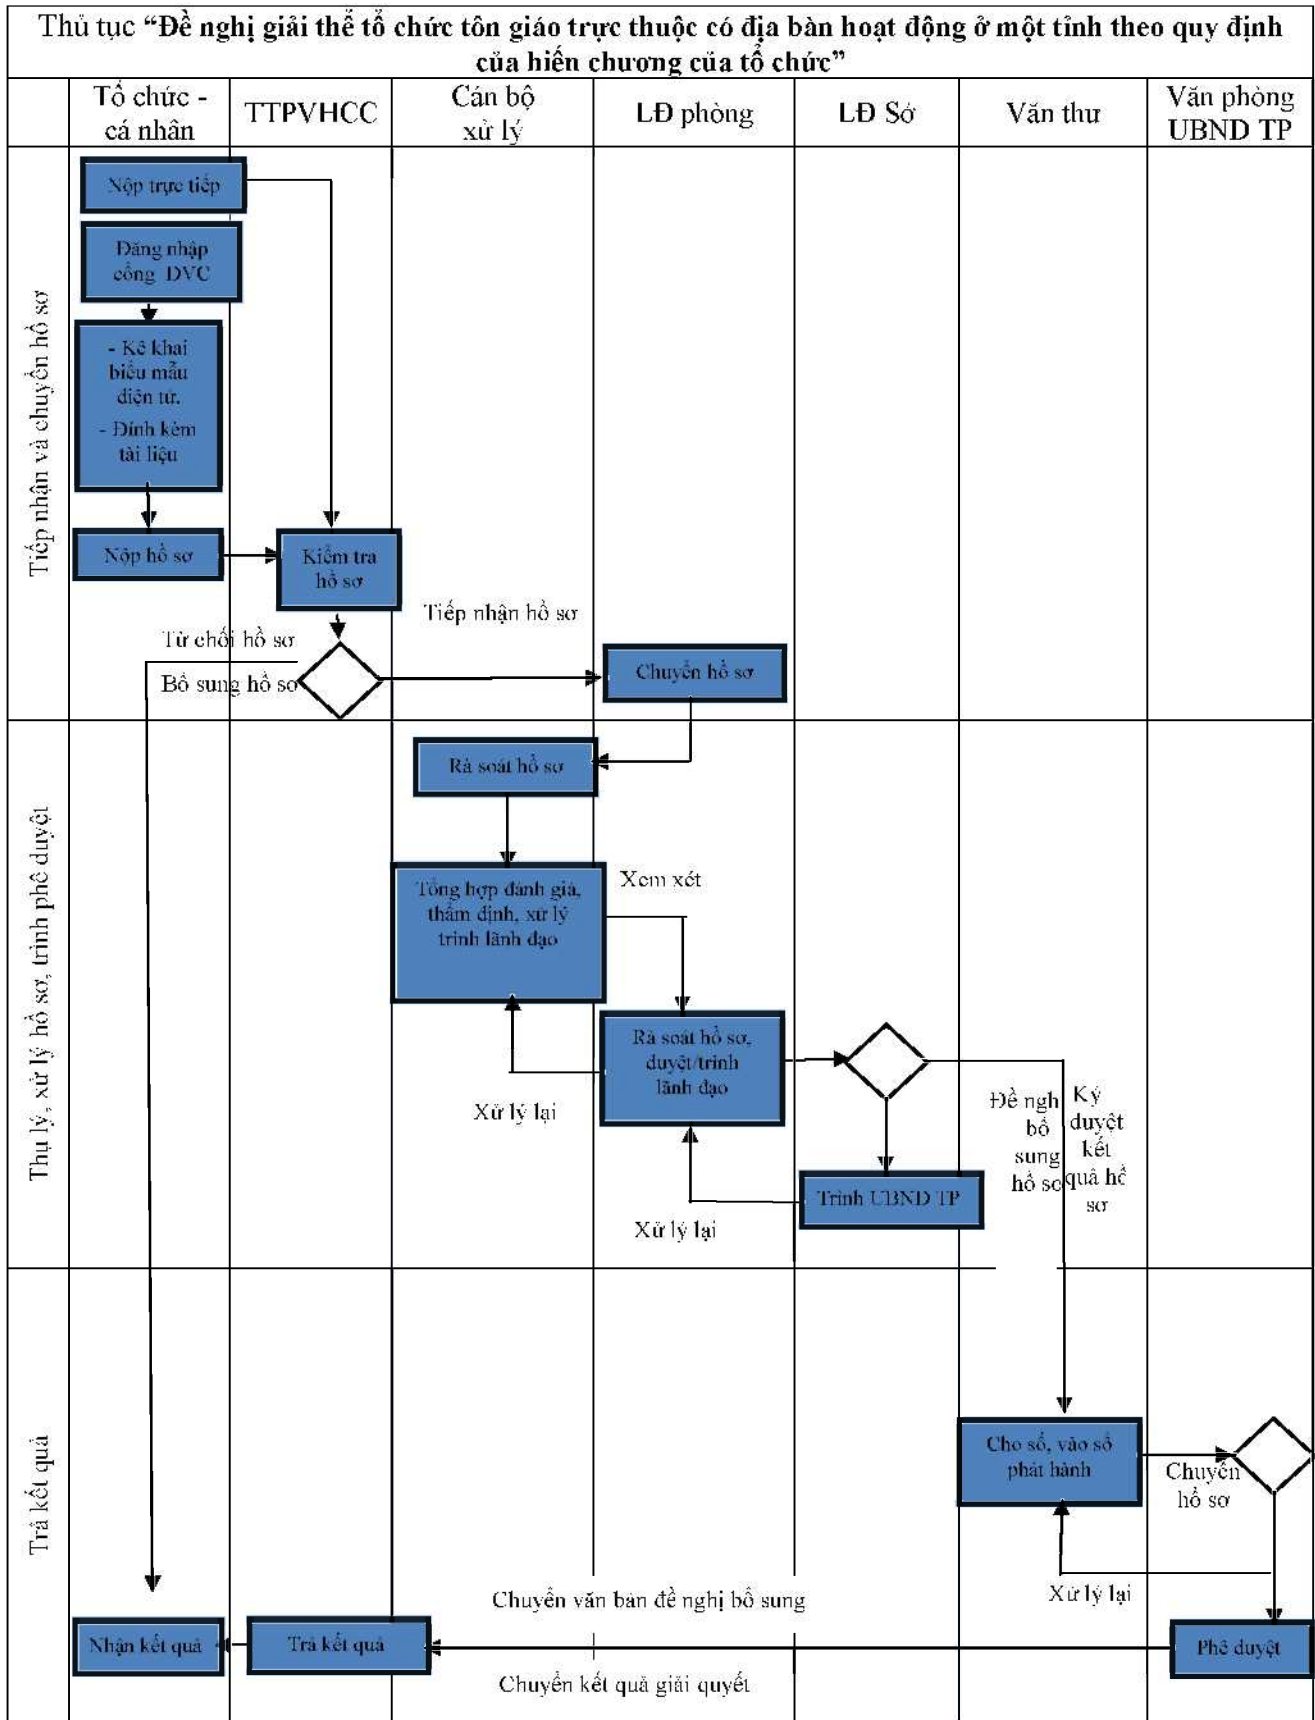 Thủ tục “Đề nghị giải thể tổ chức tôn giáo trực thuộc có địa bàn hoạt động ở một tỉnh theo quy định
của hiến chương của tổ chức”
Tổ chức -
cá nhân
TTPVHCC
Cán bộ
xử lý
LĐ phòng
LĐ Sở
Văn thư
Văn phòng
UBND TP
Tiếp nhận và chuyển hồ sơ
Nộp trực tiếp
Đăng nhập
cổng DVC
- Kê khai
biểu mẫu
điện tử.
- Đính kèm
tài liệu
Nộp hồ sơ
Kiểm tra
hồ sơ
Tiếp nhận hồ sơ
Từ chối hồ sơ
Bổ sung hồ sơ
Chuyển hồ sơ
Thụ lý, xử lý hồ sơ, trình phê duyệt
Rà soát hồ sơ
Tổng hợp đánh giá,
thẩm định, xử lý
trình lãnh đạo
Xem xét
Rà soát hồ sơ,
duyệt/trình
lãnh đạo
Xử lý lại
Đề ngh
bổ
sung
hồ sơ
Ký
duyệt
kết
quả hồ
sơ
Trình UBND TP
Xử lý lại
Trả kết quả
Cho số, vào sổ
phát hành
Chuyển
hồ sơ
Xử lý lại
Chuyển văn bản đề nghị bổ sung
Nhận kết quả
Trả kết quả
Phê duyệt
Chuyển kết quả giải quyết